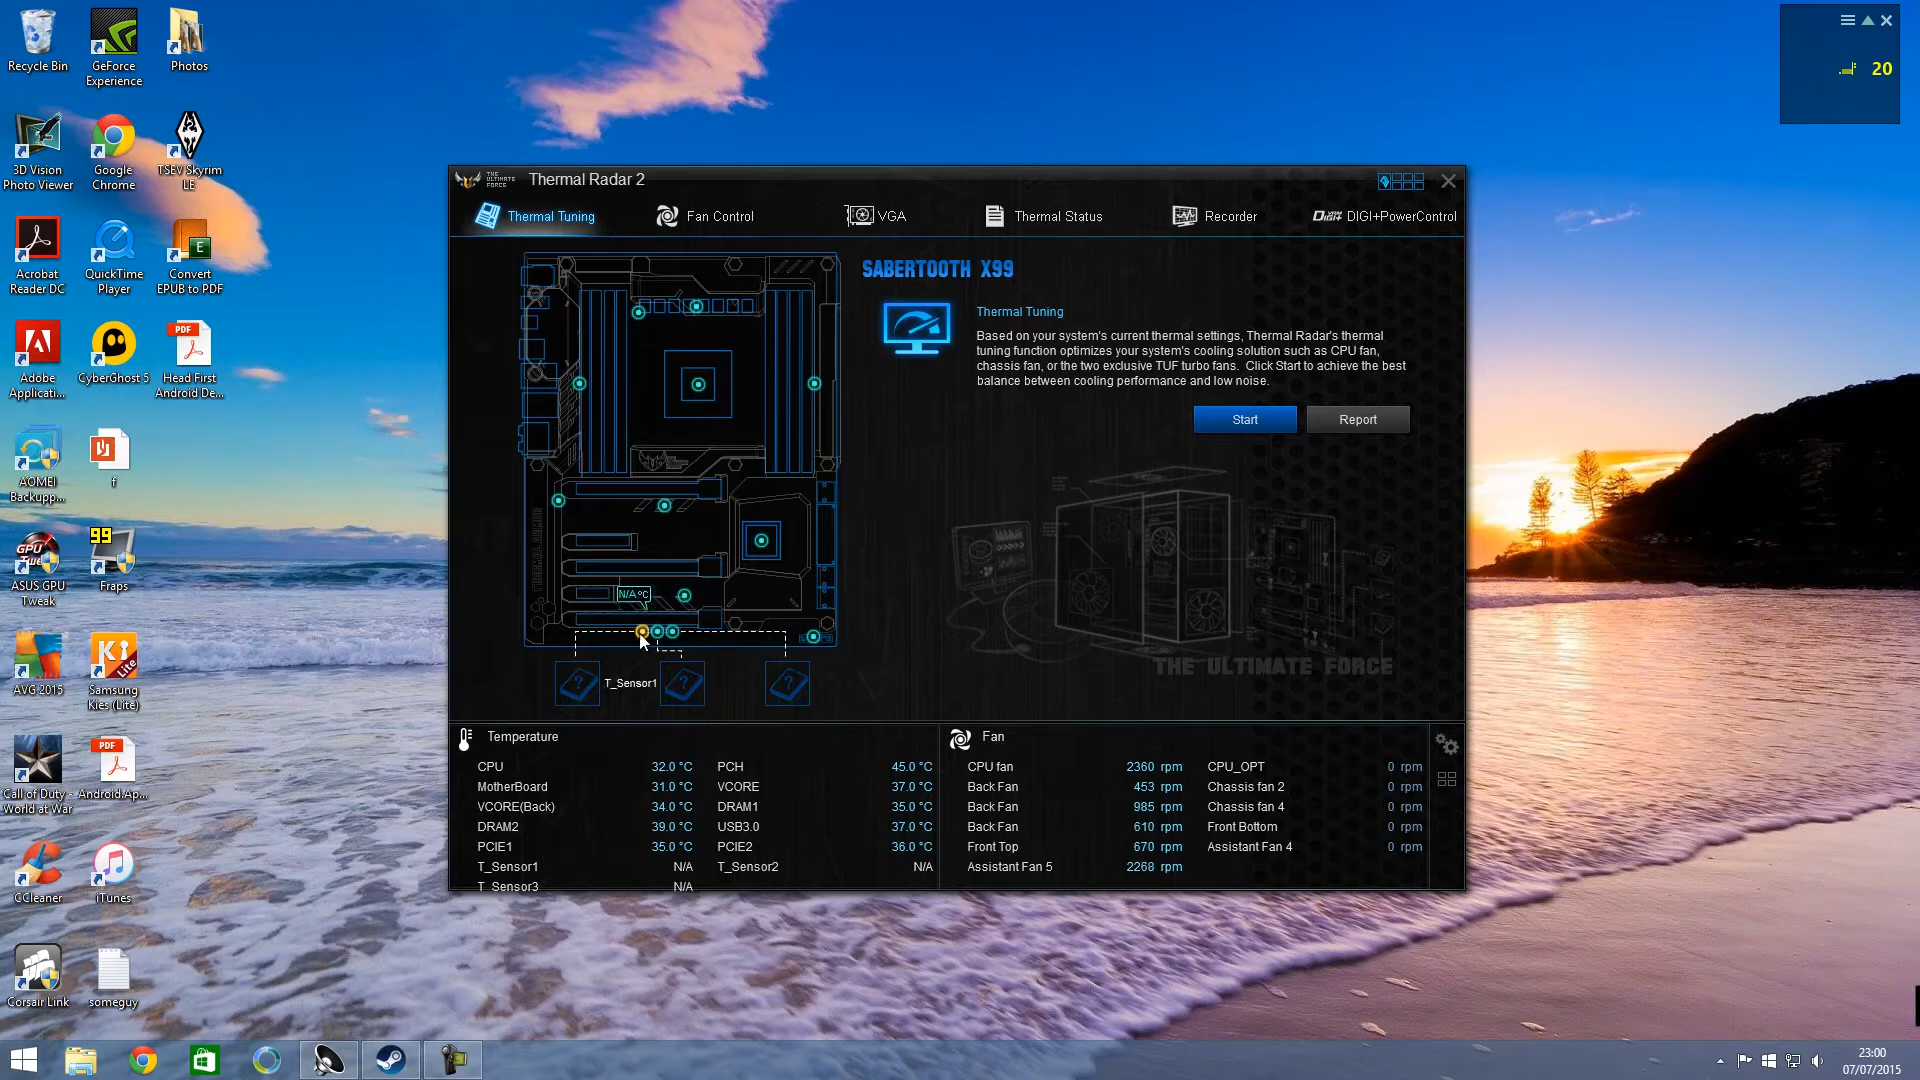 Recycle Bin
GeForce
Experience
Photos
3D Vision
Photo Viewer
Google
Chrome
TSEV Skyrim
LE
Acrobat
Reader DC
QuickTime
Player
Convert
EPUB to PDF
E
Adobe
Applicati...
CyberGhost 5
PDF
Head First
Android De...
AOMEI
Backupp...
f
GPU
ASUS GPU
Tweak
99
Fraps
AVG 2015
Ki
Lite
Samsung
Kies (Lite)
Call of Duty -
World at War
PDF
Android.Ap...
CCleaner
iTunes
Corsair Link
someguy
20
THE
ULTIMATE
FORCE
Thermal Radar 2
Thermal Tuning
Fan Control
VGA
Thermal Status
Recorder
DIGI+PowerControl
SABERTOOTH X99
Thermal Tuning
Based on your system's current thermal settings, Thermal Radar's thermal
tuning function optimizes your system's cooling solution such as CPU fan,
chassis fan, or the two exclusive TUF turbo fans. Click Start to achieve the best
balance between cooling performance and low noise.
Start
Report
THERMAL ARMOR
N/A °C
T_Sensor1
THE ULTIMATE FORCE
Temperature
CPU 32.0 °C PCH 45.0 °C
MotherBoard 31.0 °C VCORE 37.0 °C
VCORE(Back) 34.0 °C DRAM1 35.0 °C
DRAM2 39.0 °C USB3.0 37.0 °C
PCIE1 35.0 °C PCIE2 36.0 °C
T_Sensor1 N/A T_Sensor2 N/A
T_Sensor3 N/A
Fan
CPU fan 2360 rpm CPU_OPT 0 rpm
Back Fan 453 rpm Chassis fan 2 0 rpm
Back Fan 985 rpm Chassis fan 4 0 rpm
Back Fan 610 rpm Front Bottom 0 rpm
Front Top 670 rpm Assistant Fan 4 0 rpm
Assistant Fan 5 2268 rpm
23:00
07/07/2015